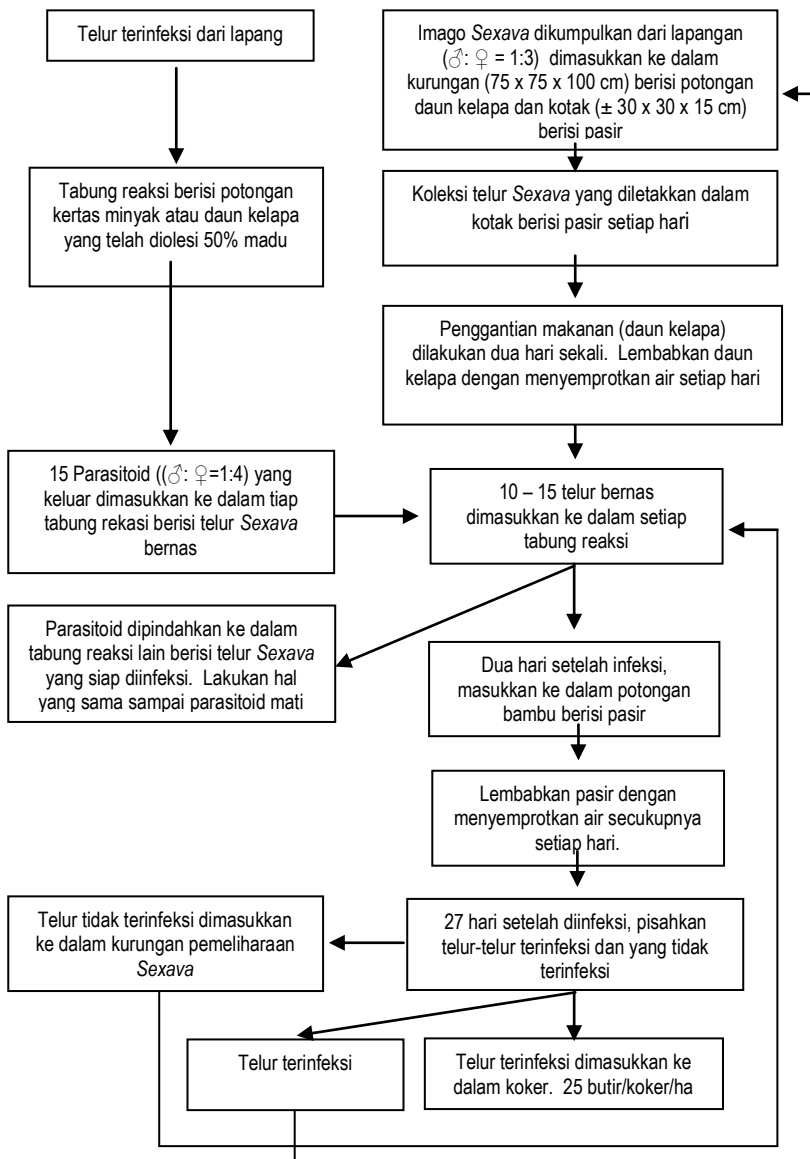 Telur terinfeksi dari lapang
Imago Sexava dikumpulkan dari lapangan
(♂: ♀ = 1:3) dimasukkan ke dalam
kurungan (75 x 75 x 100 cm) berisi potongan
daun kelapa dan kotak (± 30 x 30 x 15 cm)
berisi pasir
Tabung reaksi berisi potongan
kertas minyak atau daun kelapa
yang telah diolesi 50% madu
Koleksi telur Sexava yang diletakkan dalam
kotak berisi pasir setiap hari
Penggantian makanan (daun kelapa)
dilakukan dua hari sekali. Lembabkan daun
kelapa dengan menyemprotkan air setiap hari
15 Parasitoid ((♂: ♀=1:4) yang
keluar dimasukkan ke dalam tiap
tabung rekasi berisi telur Sexava
bernas
10 – 15 telur bernas
dimasukkan ke dalam setiap
tabung reaksi
Parasitoid dipindahkan ke dalam
tabung reaksi lain berisi telur Sexava
yang siap diinfeksi. Lakukan hal
yang sama sampai parasitoid mati
Dua hari setelah infeksi,
masukkan ke dalam potongan
bambu berisi pasir
Lembabkan pasir dengan
menyemprotkan air secukupnya
setiap hari.
Telur tidak terinfeksi dimasukkan
ke dalam kurungan pemeliharaan
Sexava
27 hari setelah diinfeksi, pisahkan
telur-telur terinfeksi dan yang tidak
terinfeksi
Telur terinfeksi
Telur terinfeksi dimasukkan ke
dalam koker. 25 butir/koker/ha